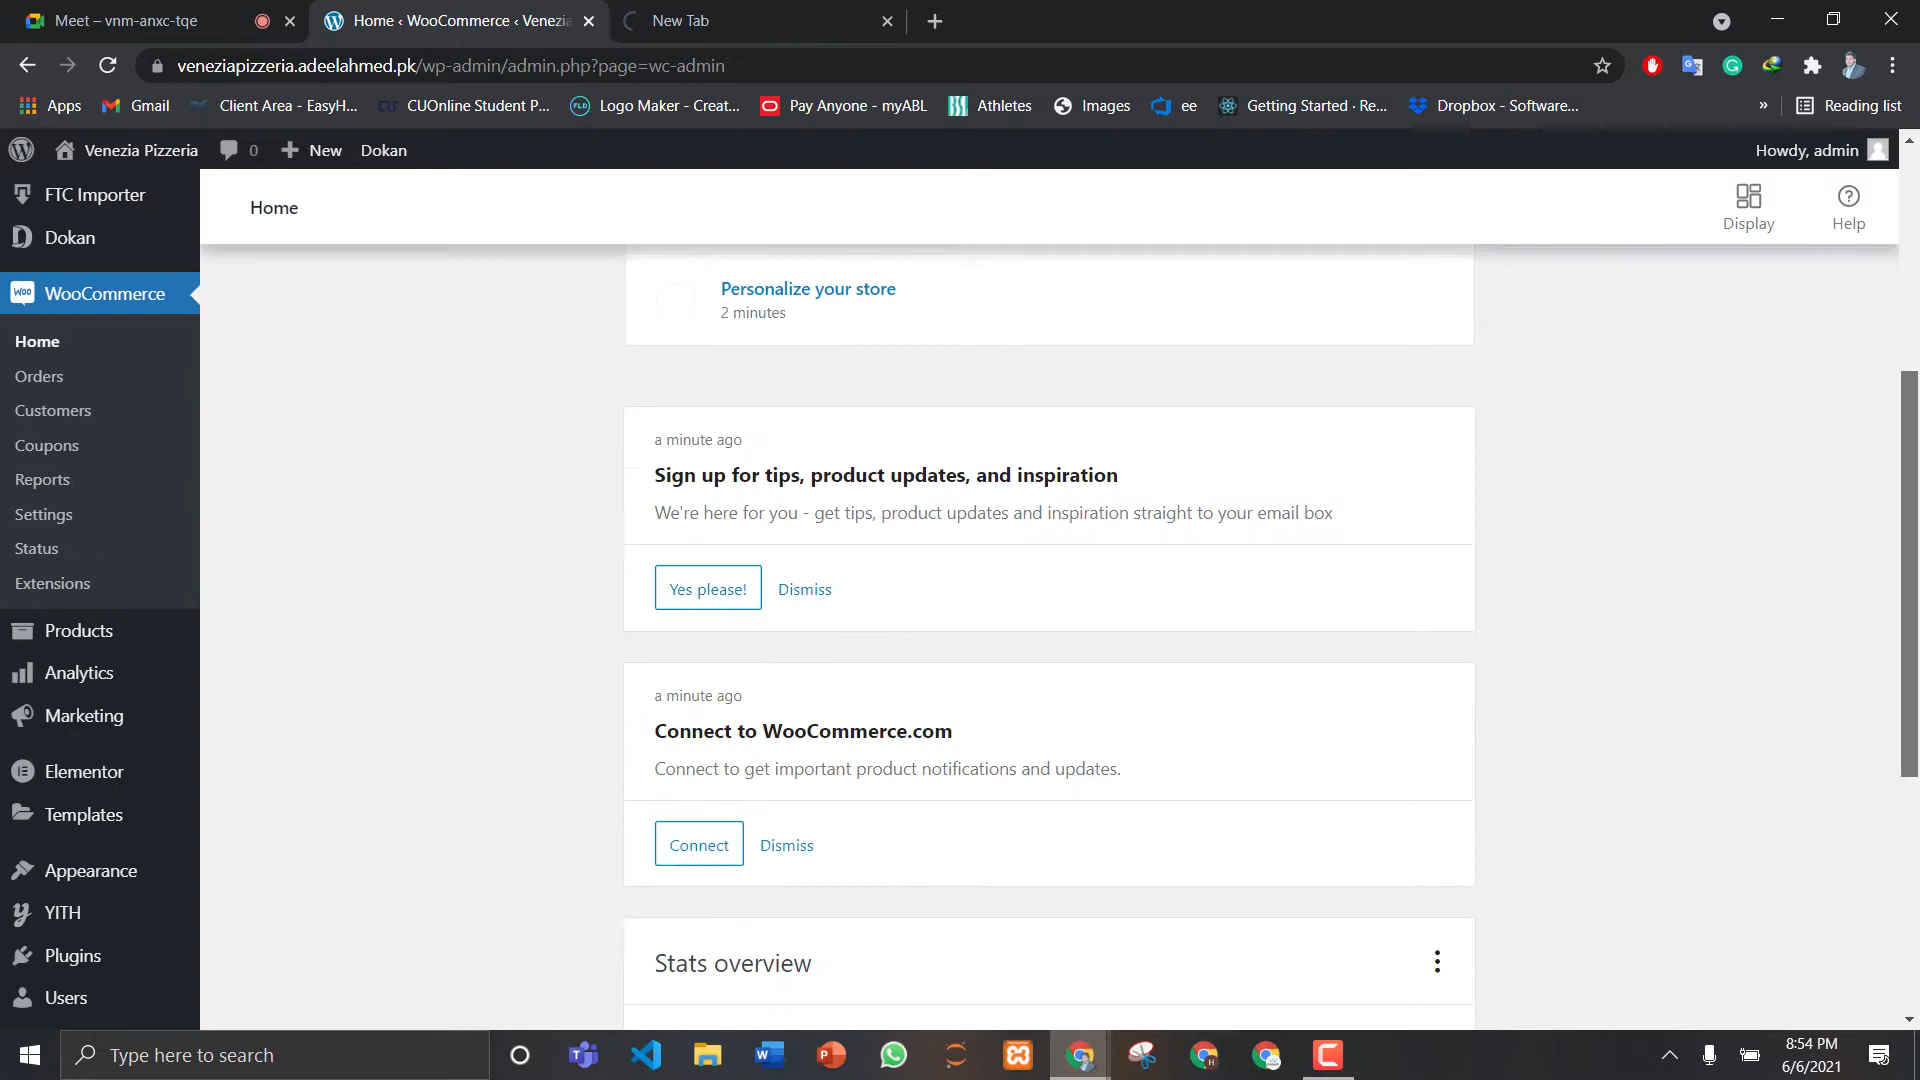 Meet – vnm-anxc-tqe
Home ‹ WooCommerce ‹ Venezia
New Tab
veneziapizzeria.adeelahmed.pk/wp-admin/admin.php?page=wc-admin
Apps
Gmail
Client Area - EasyH...
CUOnline Student P...
Logo Maker - Creat...
Pay Anyone - myABL
Athletes
Images
ee
Getting Started · Re...
Dropbox - Software...
»
Reading list
Venezia Pizzeria
0
New
Dokan
Howdy, admin
FTC Importer
Dokan
WooCommerce
Home
Orders
Customers
Coupons
Reports
Settings
Status
Extensions
Products
Analytics
Marketing
Elementor
Templates
Appearance
YITH
Plugins
Users
Home
Display
Help
Personalize your store
2 minutes
a minute ago
Sign up for tips, product updates, and inspiration
We're here for you - get tips, product updates and inspiration straight to your email box
Yes please!
Dismiss
a minute ago
Connect to WooCommerce.com
Connect to get important product notifications and updates.
Connect
Dismiss
Stats overview
Type here to search
8:54 PM
6/6/2021